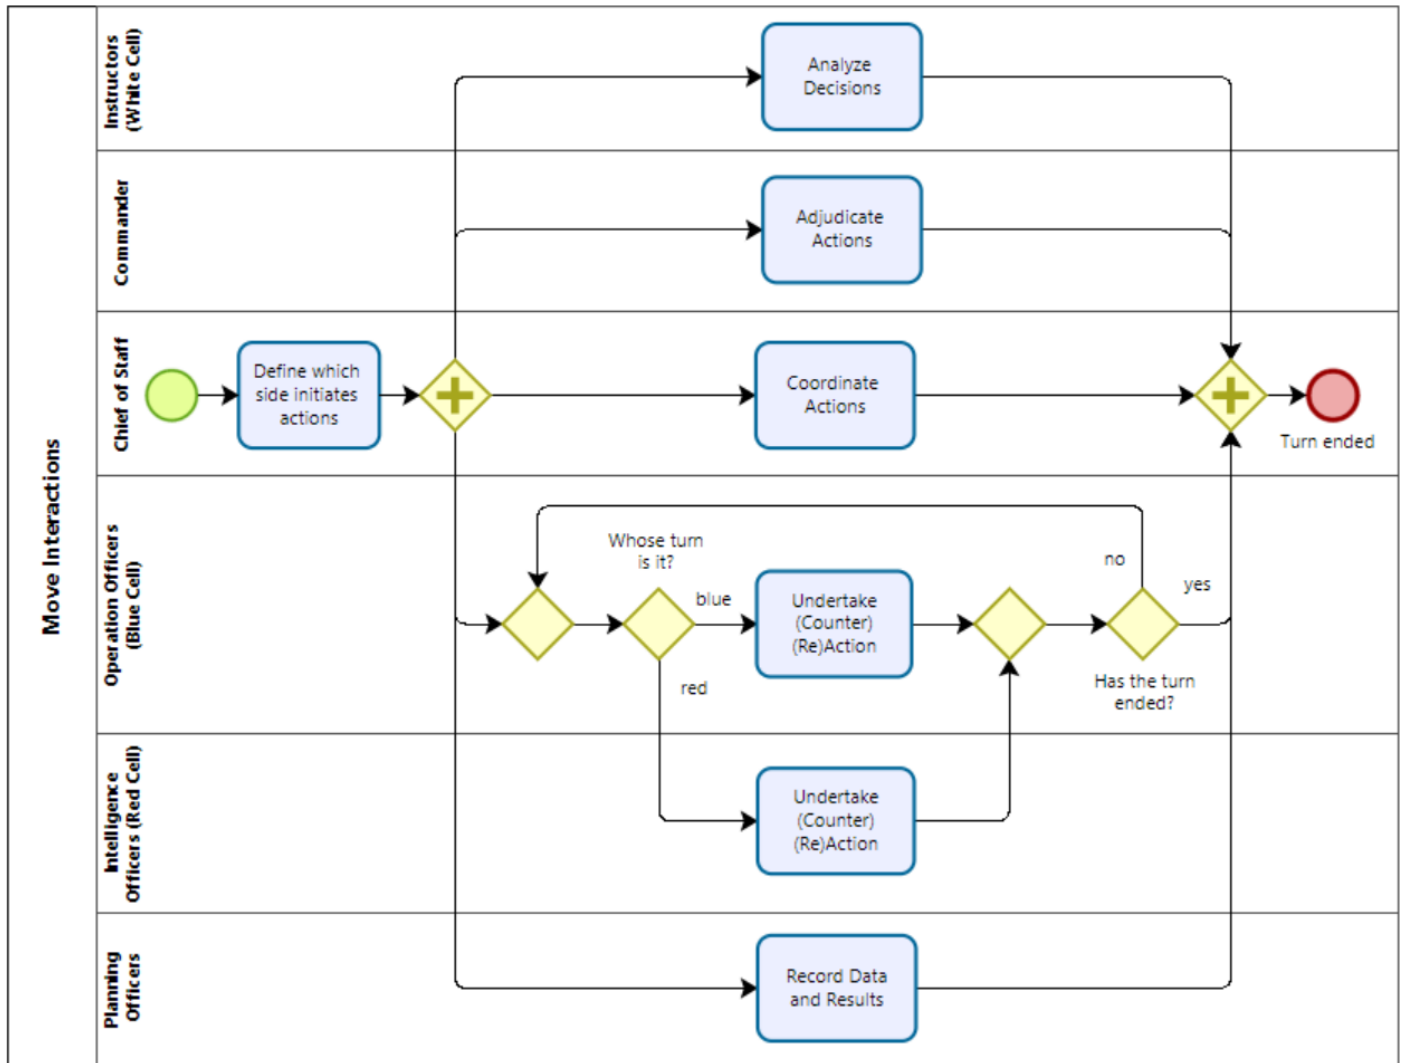 Move Interactions
Instructors
(White Cell)
Analyze
Decisions
Commander
Adjudicate
Actions
Chief of Staff
Define which
side initiates
actions
Coordinate
Actions
Turn ended
Operation Officers
(Blue Cell)
Whose turn
is it?
blue
red
Undertake
(Counter)
(Re)Action
no
yes
Has the turn
ended?
Intelligence
Officers (Red Cell)
Undertake
(Counter)
(Re)Action
Planning
Officers
Record Data
and Results